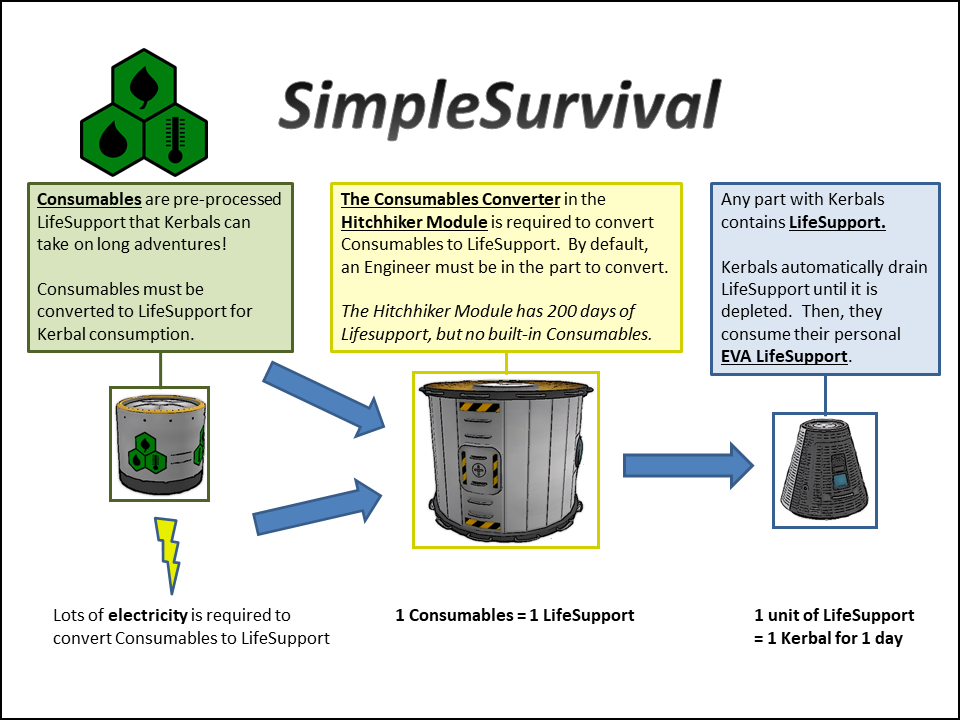 SimpleSurvival
Consumables are pre-processed
LifeSupport that Kerbals can
take on long adventures!
Consumables must be
converted to LifeSupport for
Kerbal consumption.
The Consumables Converter in the
Hitchhiker Module is required to convert
Consumables to LifeSupport.  By default,
an Engineer must be in the part to convert.
The Hitchhiker Module has 200 days of
Lifesupport, but no built-in Consumables.
Any part with Kerbals
contains LifeSupport.
Kerbals automatically drain
LifeSupport until it is
depleted.  Then, they
consume their personal
EVA LifeSupport.
Lots of electricity is required to
convert Consumables to LifeSupport
1 Consumables = 1 LifeSupport
1 unit of LifeSupport
= 1 Kerbal for 1 day